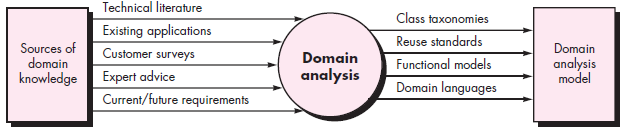 Sources of
domain
knowledge
Technical literature
Existing applications
Customer surveys
Expert advice
Current/future requirements
Domain
analysis
Class taxonomies
Reuse standards
Functional models
Domain languages
Domain
analysis
model